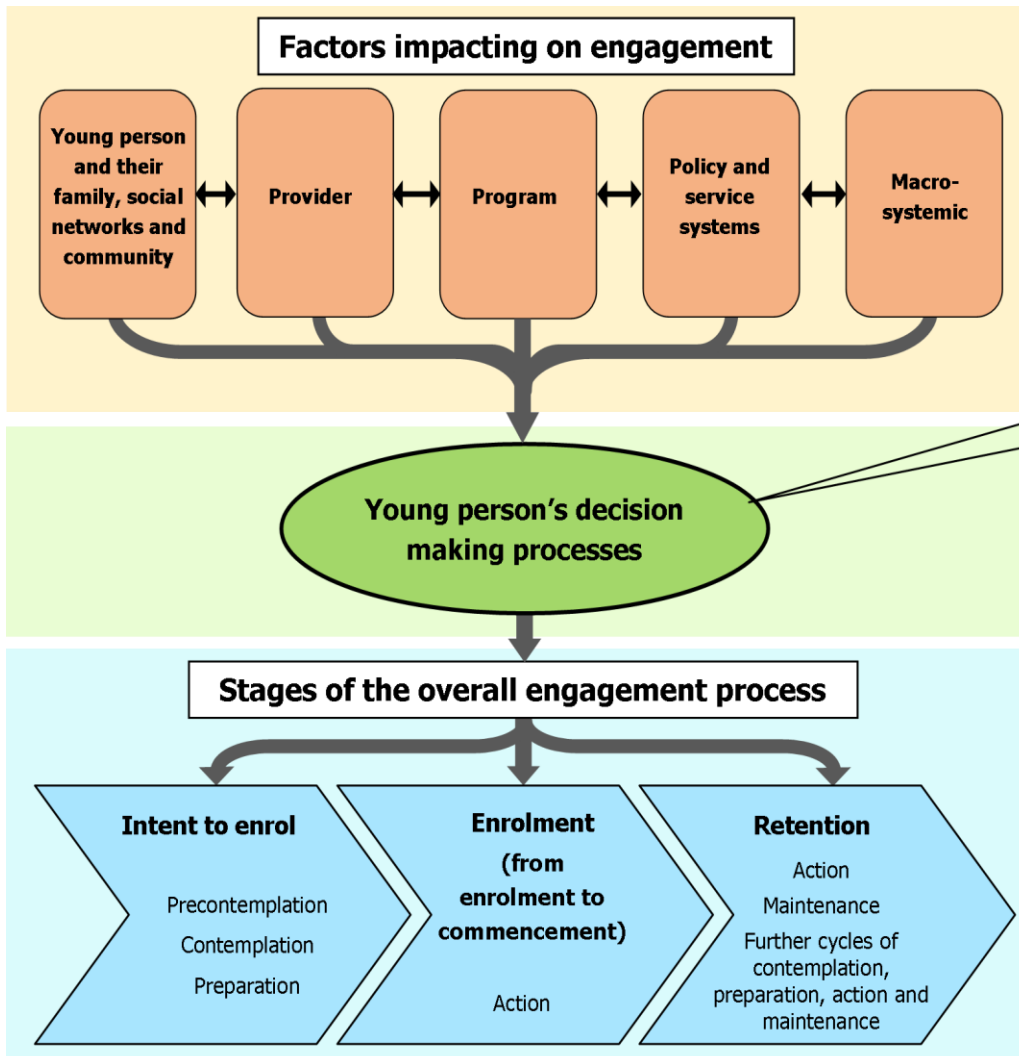 Factors impacting on engagement
Young person
and their
family, social
networks and
community
Provider
Program
Policy and
service
systems
Macro-
systemic
Young person’s decision
making processes
Stages of the overall engagement process
Intent to enrol
Precontemplation
Contemplation
Preparation
Enrolment
(from
enrolment to
commencement)
Action
Retention
Action
Maintenance
Further cycles of
contemplation,
preparation, action and
maintenance